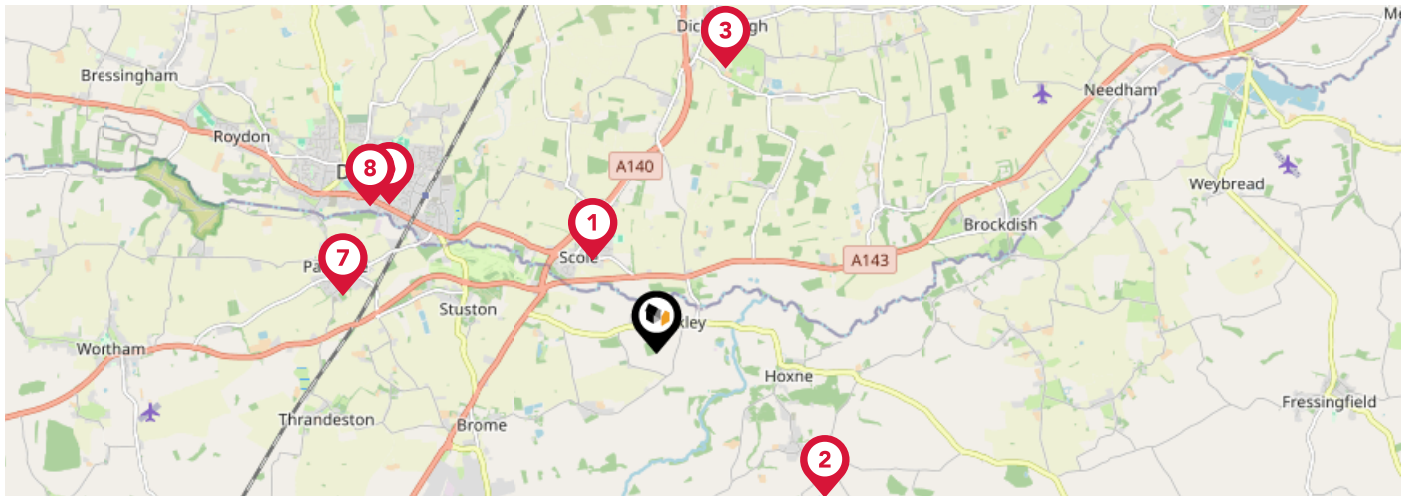 3
Bressingham
Needham
Roydon
A140
8
Weybread
1
Brockdish
Scole
A143
7
Stuston
Wortham
Hoxne
Fressingfield
Thrandeston
Brome
2